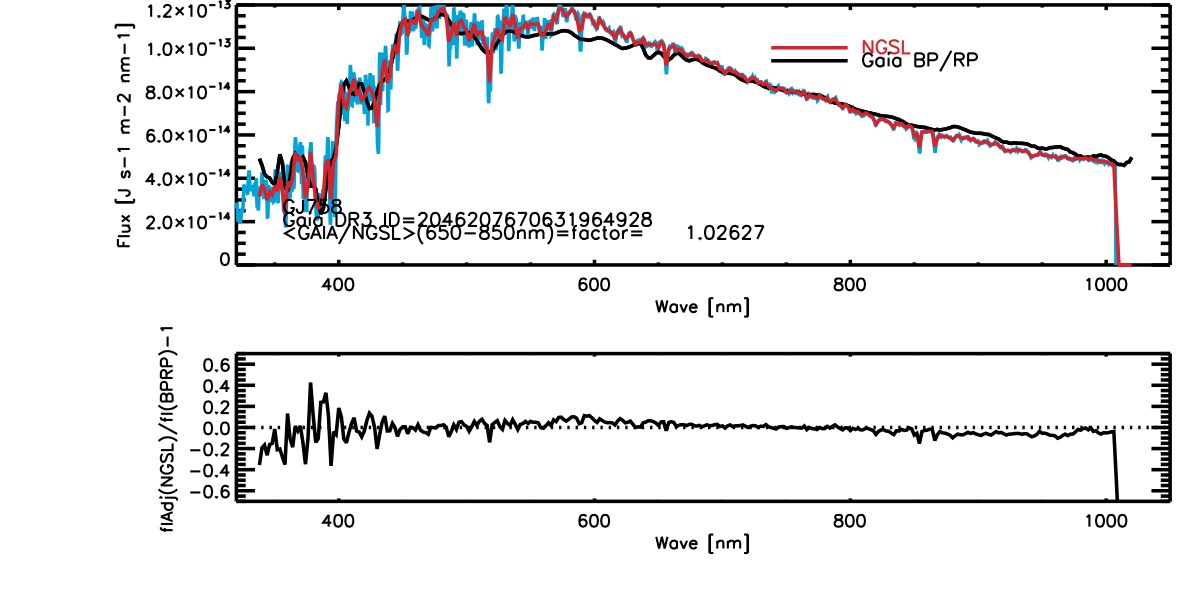 Flux [J s−1 m−2 nm−1]
1.2×10−13
1.0×10−13
8.0×10−14
6.0×10−14
4.0×10−14
2.0×10−14
0
NGSL
Gaia BP/RP
GJ758
Gaia DR3 ID=2046207670631964928
<GAIA/NGSL>(650−850nm)=factor= 1.02627
400 600 800 1000
Wave [nm]
flAdj(NGSL)/fl(BPRP)−1
0.6
0.4
0.2
0.0
−0.2
−0.4
−0.6
400 600 800 1000
Wave [nm]